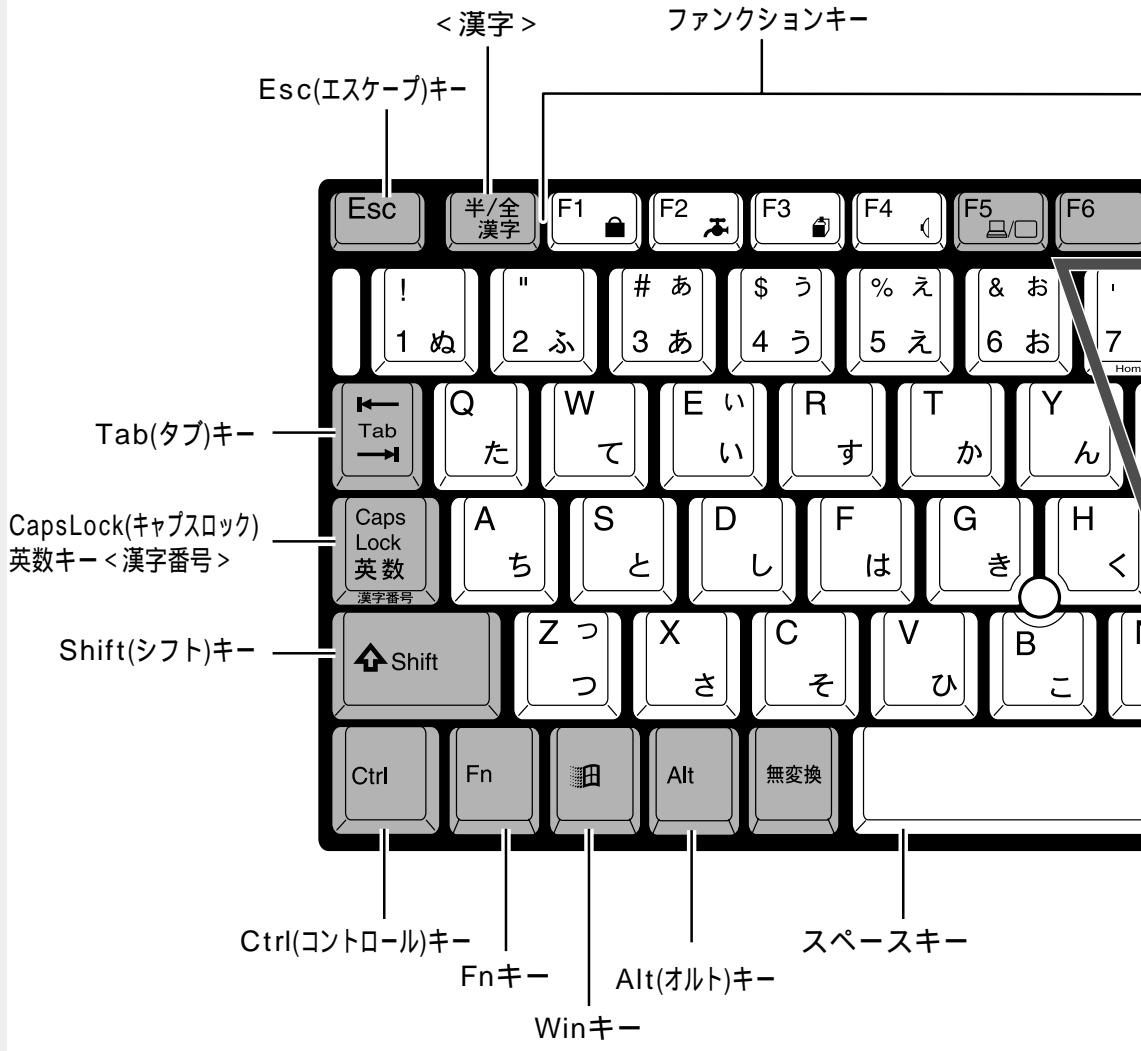 <漢字>
ファンクションキー
Esc(エスケープ)キー
Esc
半/全
漢字
F1
F2
F3
F4
F5
F6
! 
1 ぬ
"
2 ふ
# あ
3 あ
$ う
4 う
% え
5 え
& お
6 お
'
7
Hom
Tab(タブ)キー
Tab
Q
た
W
て
E い
い
R
す
T
か
Y
ん
CapsLock(キャプスロック)
英数キー<漢字番号>
Caps
Lock
英数
漢字番号
A
ち
S
と
D
し
F
は
G
き
H
く
Shift(シフト)キー
Shift
Z っ
つ
X
さ
C
そ
V
ひ
B
こ
Ctrl
Fn
Alt
無変換
Ctrl(コントロール)キー
Fnキー
Winキー
Alt(オルト)キー
スペースキー